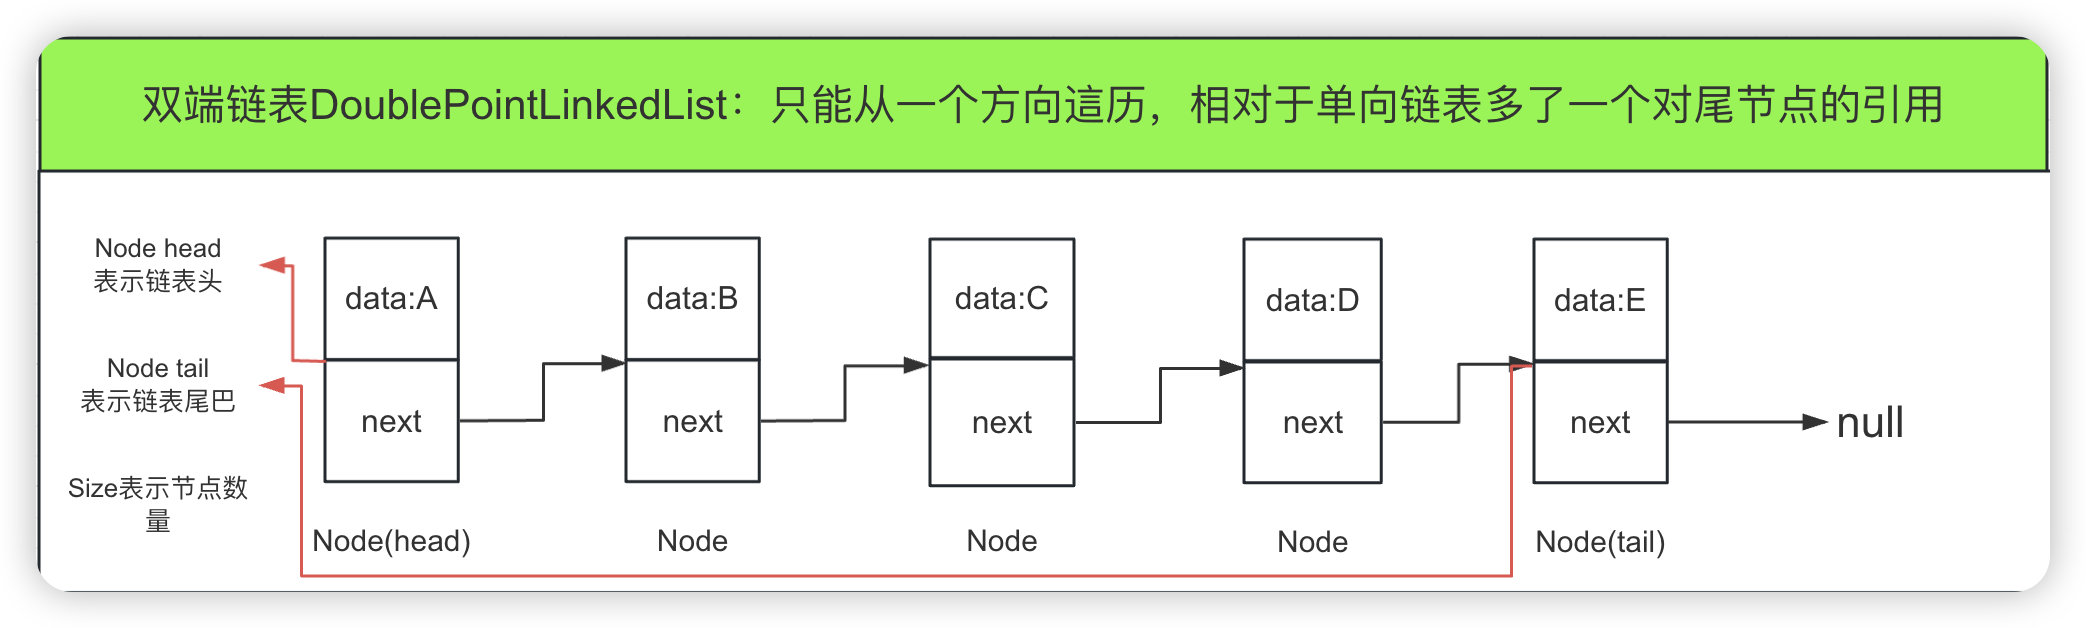 双端链表DoublePointLinkedList：只能从一个方向這历，相对于单向链表多了一个对尾节点的引用
Node head
表示链表头
Node tail
表示链表尾巴
Size表示节点数
量
data:A
next
Node(head)
data:B
next
Node
data:C
next
Node
data:D
next
Node
data:E
next
Node(tail)
null